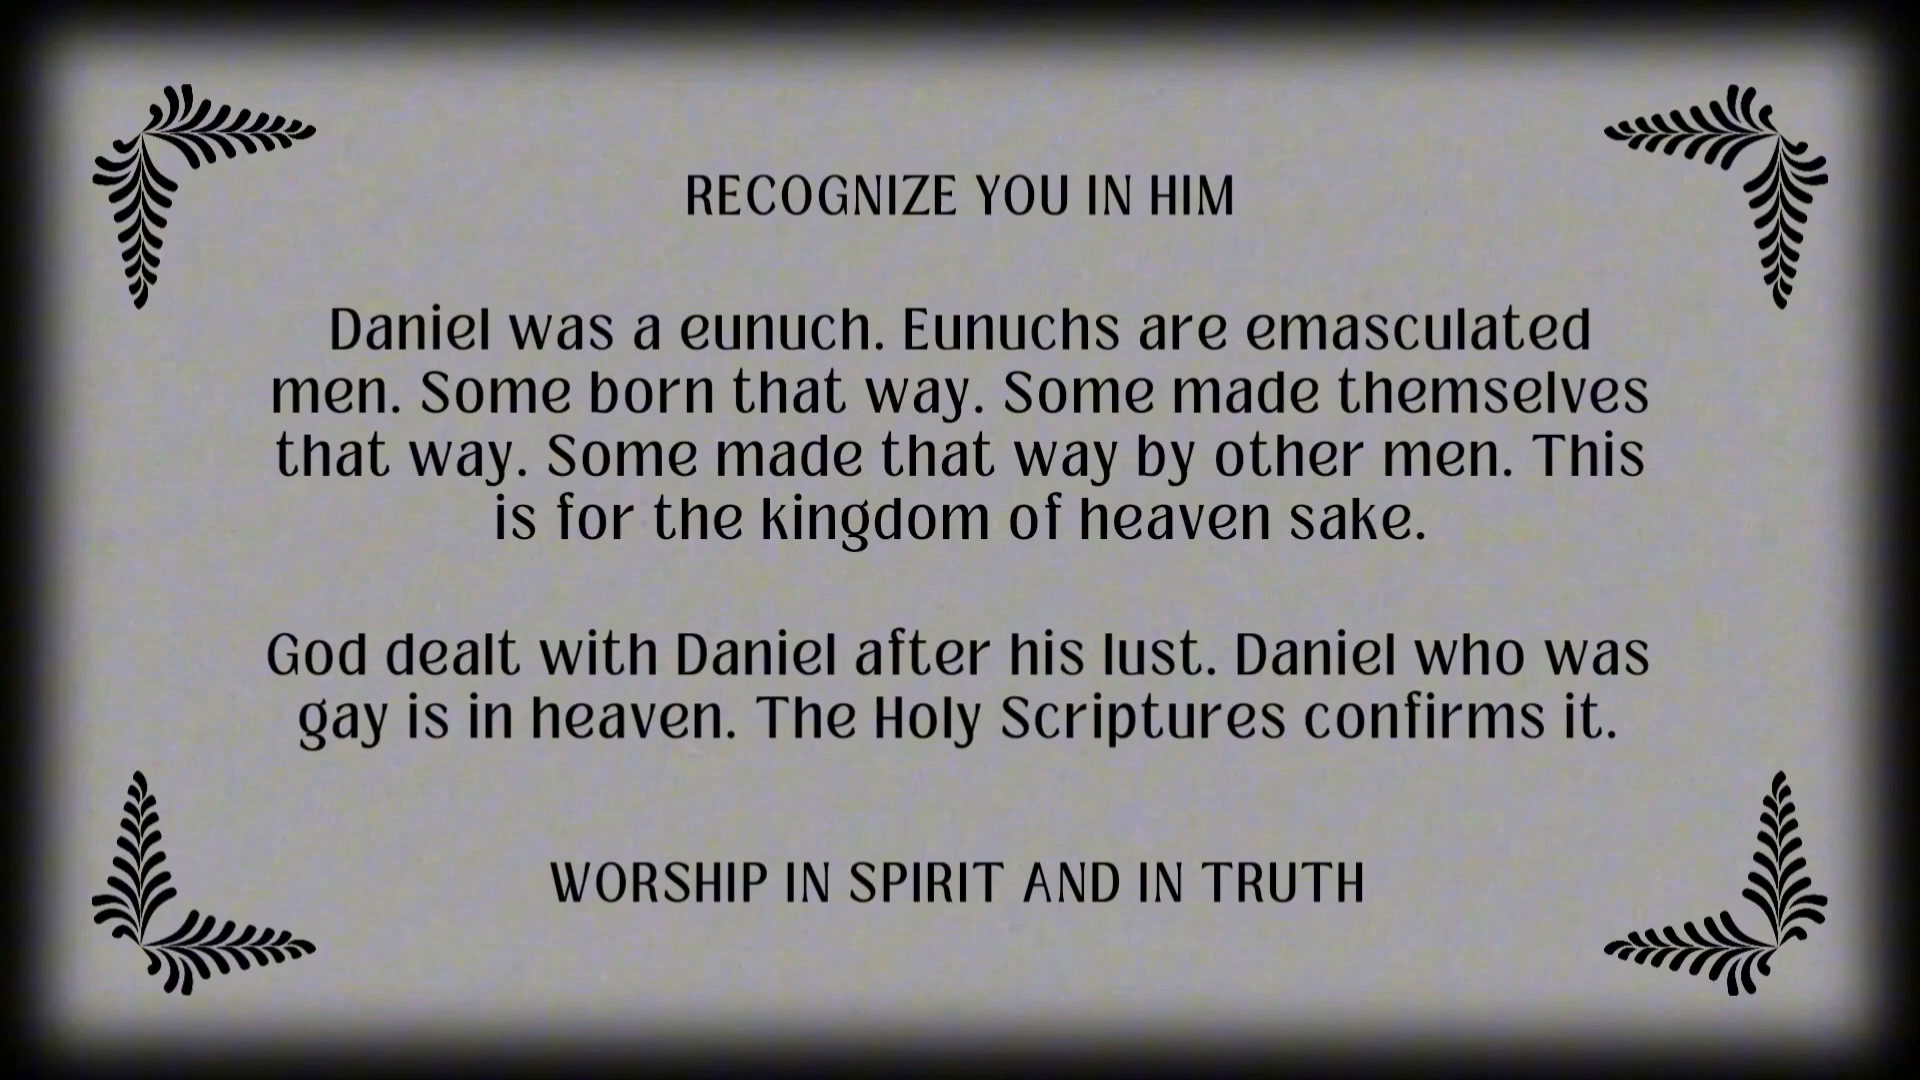 RECOGNIZE YOU IN HIM
Daniel was a eunuch. Eunuchs are emasculated
men. Some born that way. Some made themselves
that way. Some made that way by other men. This
is for the kingdom of heaven sake.
God dealt with Daniel after his lust. Daniel who was
gay is in heaven. The Holy Scriptures confirms it.
WORSHIP IN SPIRIT AND IN TRUTH